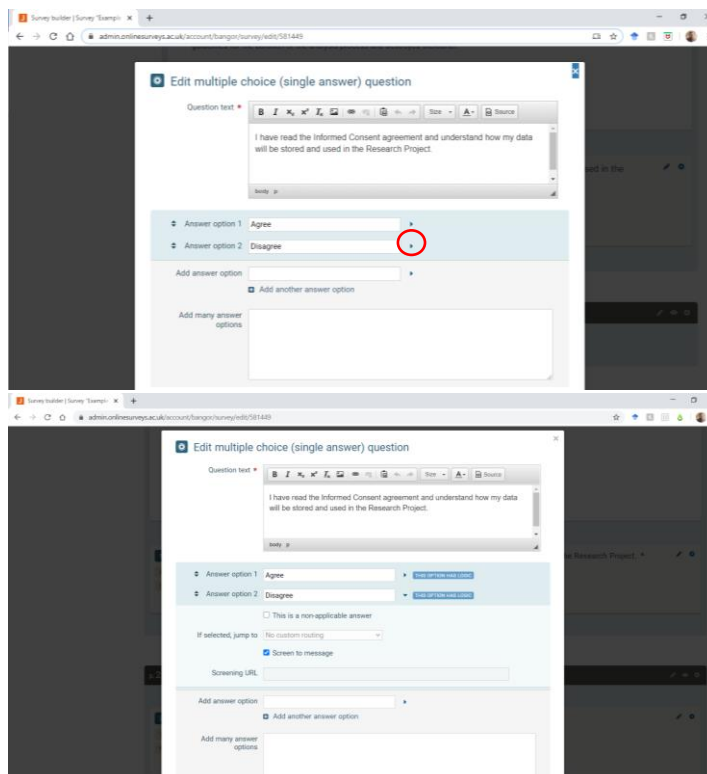 Survey builder | Survey "Exampl
admin.onlinesurveys.ac.uk/account/bangor/survey/edit/581449
Edit multiple choice (single answer) question
Question text *
B I Size A Source
I have read the Informed Consent agreement and understand how my data
will be stored and used in the Research Project.
body p
sed in the
Answer option 1 Agree
Answer option 2 Disagree
Add answer option
Add another answer option
Add many answer
options
Survey builder | Survey "Exampl
admin.onlinesurveys.ac.uk/account/bangor/survey/edit/581449
Edit multiple choice (single answer) question
Question text *
B I Size A Source
I have read the Informed Consent agreement and understand how my data
will be stored and used in the Research Project.
body p
he Research Project. *
Answer option 1 Agree THIS OPTION HAS LOGIC
Answer option 2 Disagree THIS OPTION HAS LOGIC
This is a non-applicable answer
If selected, jump to No custom routing
Screen to message
Screening URL
Add answer option
Add another answer option
Add many answer
options